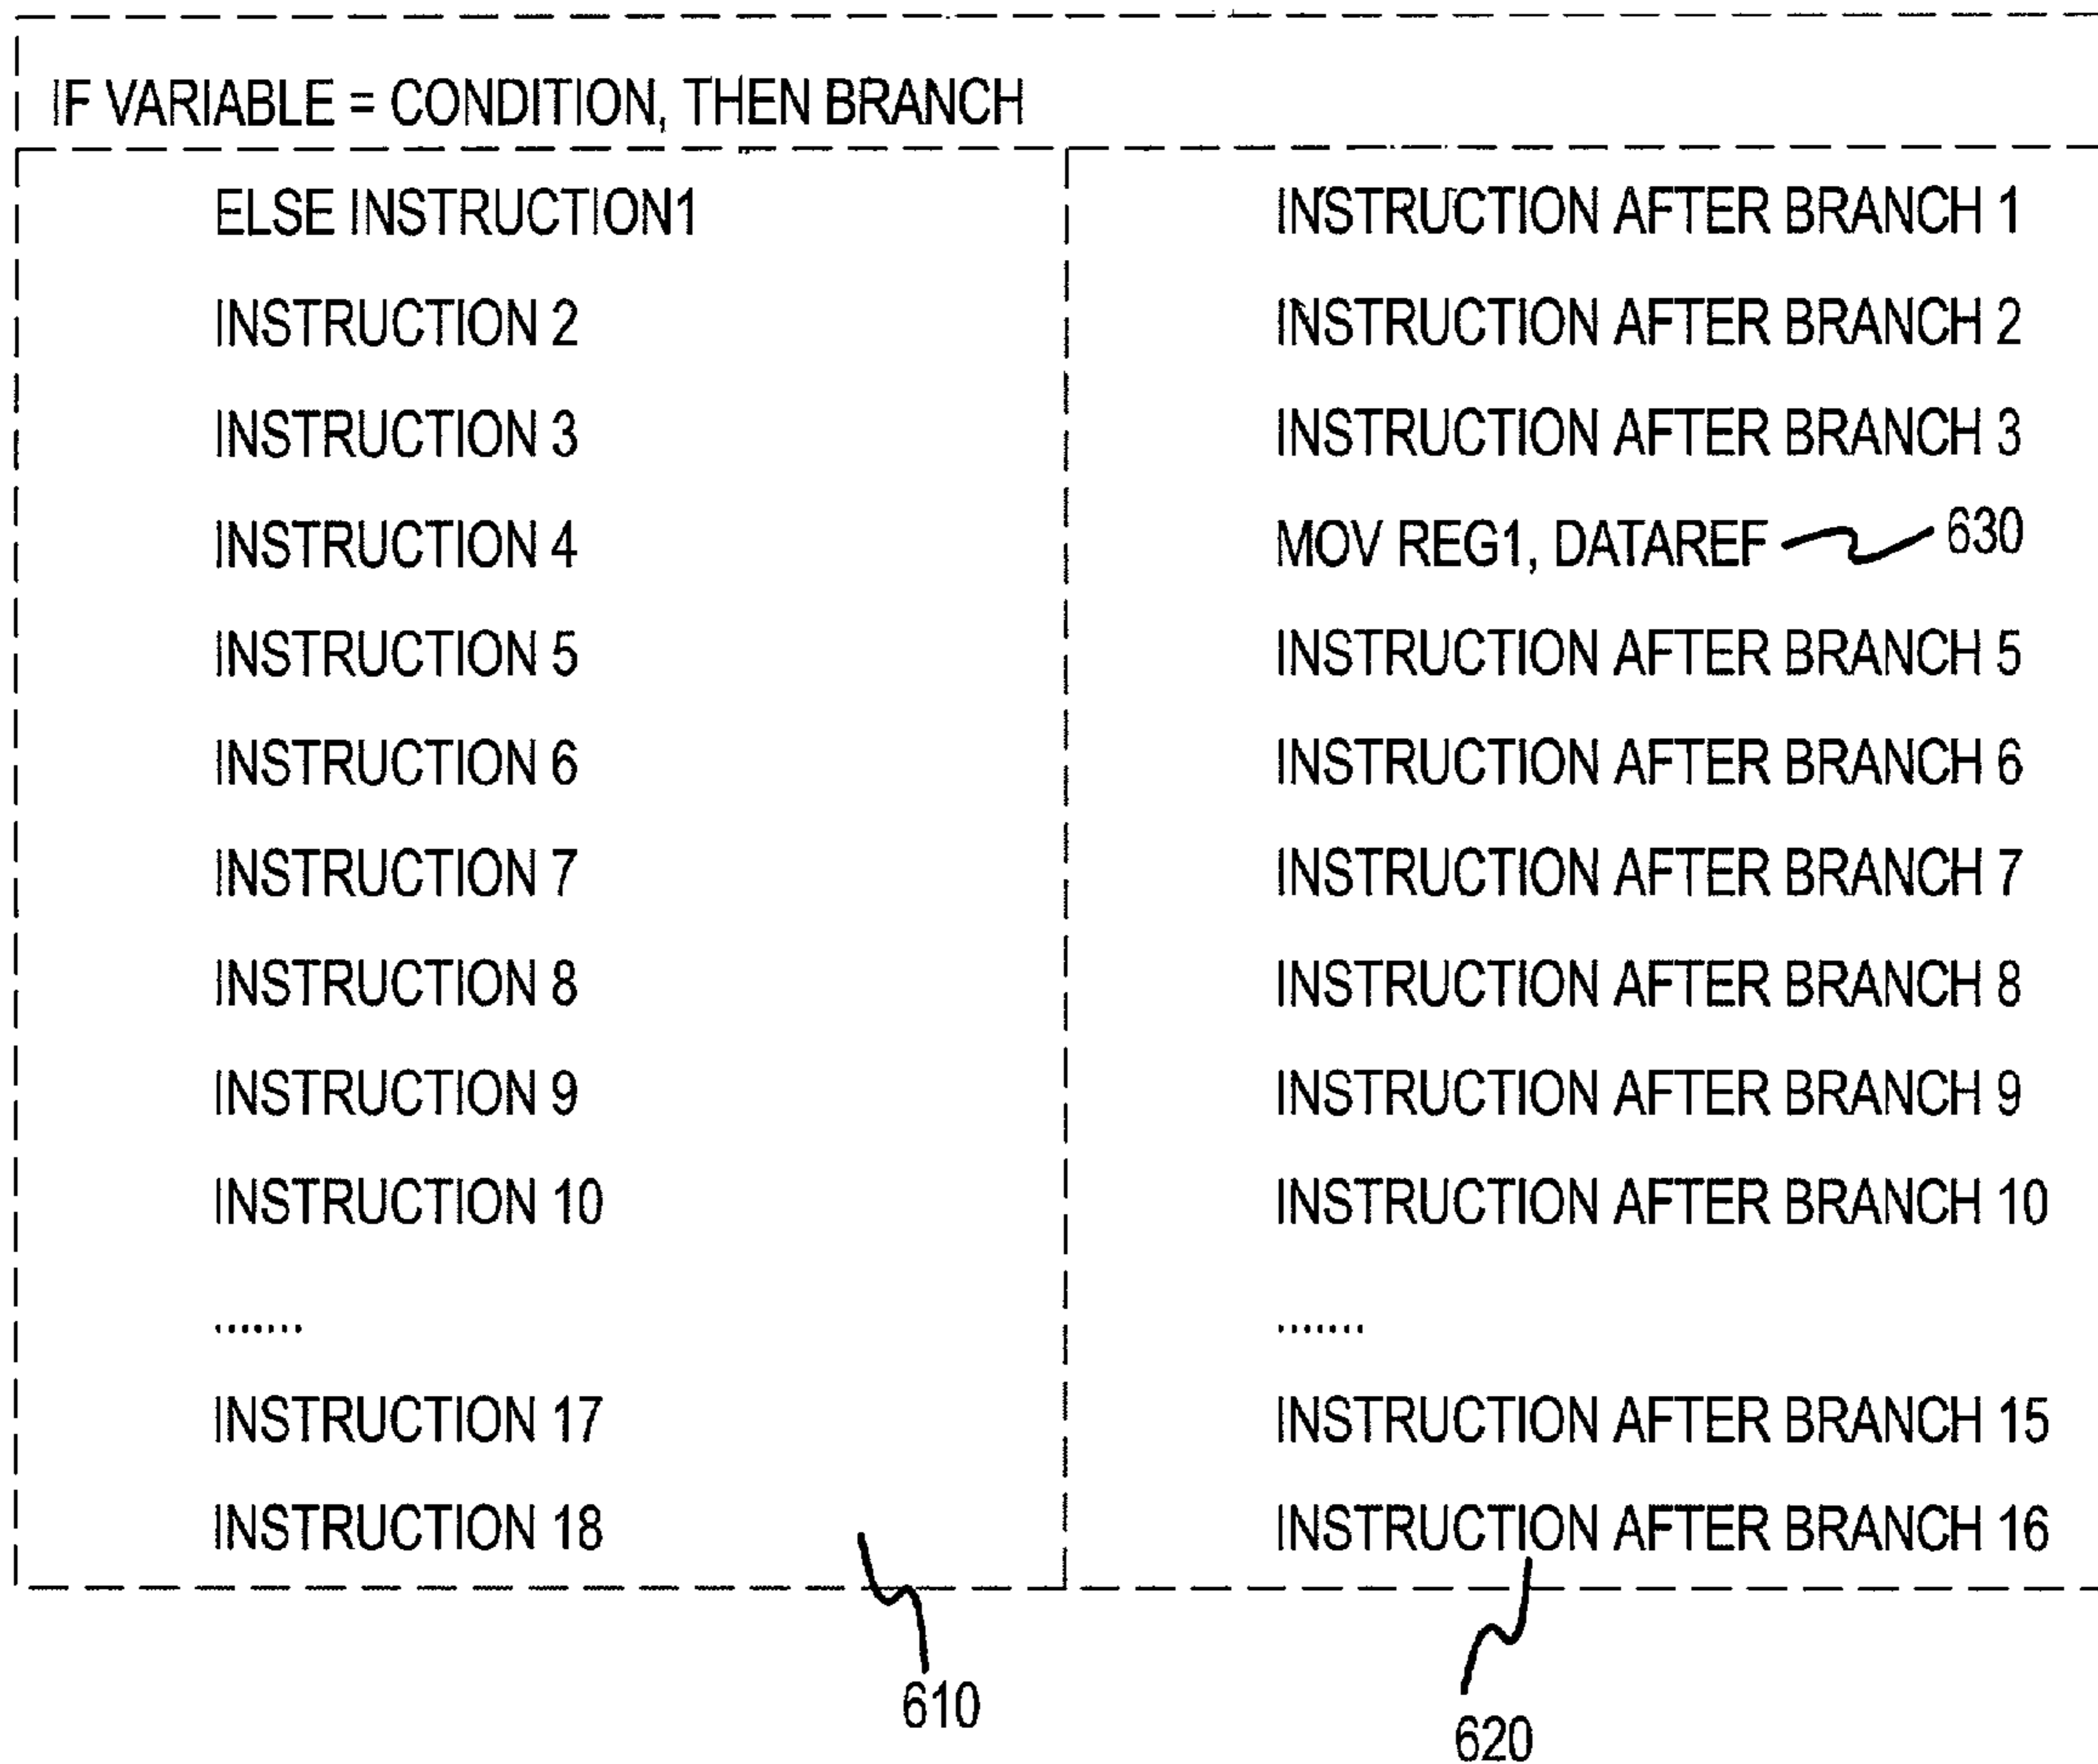 IF VARIABLE = CONDITION, THEN BRANCH
ELSE INSTRUCTION1
INSTRUCTION 2
INSTRUCTION 3
INSTRUCTION 4
INSTRUCTION 5
INSTRUCTION 6
INSTRUCTION 7
INSTRUCTION 8
INSTRUCTION 9
INSTRUCTION 10
.......
INSTRUCTION 17
INSTRUCTION 18
610
INSTRUCTION AFTER BRANCH 1
INSTRUCTION AFTER BRANCH 2
INSTRUCTION AFTER BRANCH 3
MOV REG1, DATAREF 630
INSTRUCTION AFTER BRANCH 5
INSTRUCTION AFTER BRANCH 6
INSTRUCTION AFTER BRANCH 7
INSTRUCTION AFTER BRANCH 8
INSTRUCTION AFTER BRANCH 9
INSTRUCTION AFTER BRANCH 10
.......
INSTRUCTION AFTER BRANCH 15
INSTRUCTION AFTER BRANCH 16
620